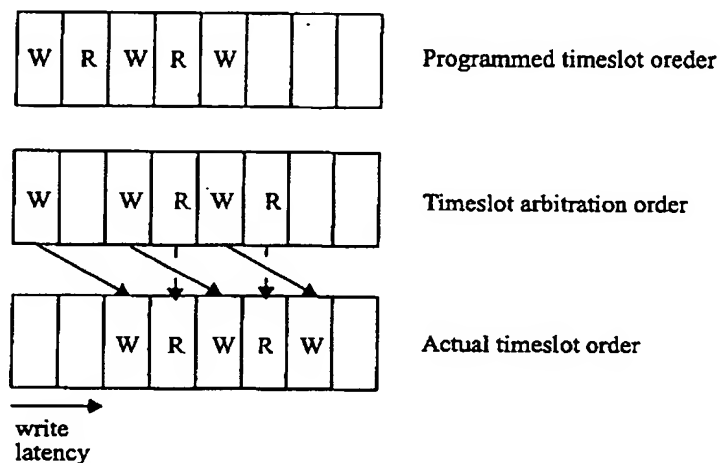 W R W R W
Programmed timeslot oreder
W W R W R
Timeslot arbitration order
W R W R W
Actual timeslot order
write
latency